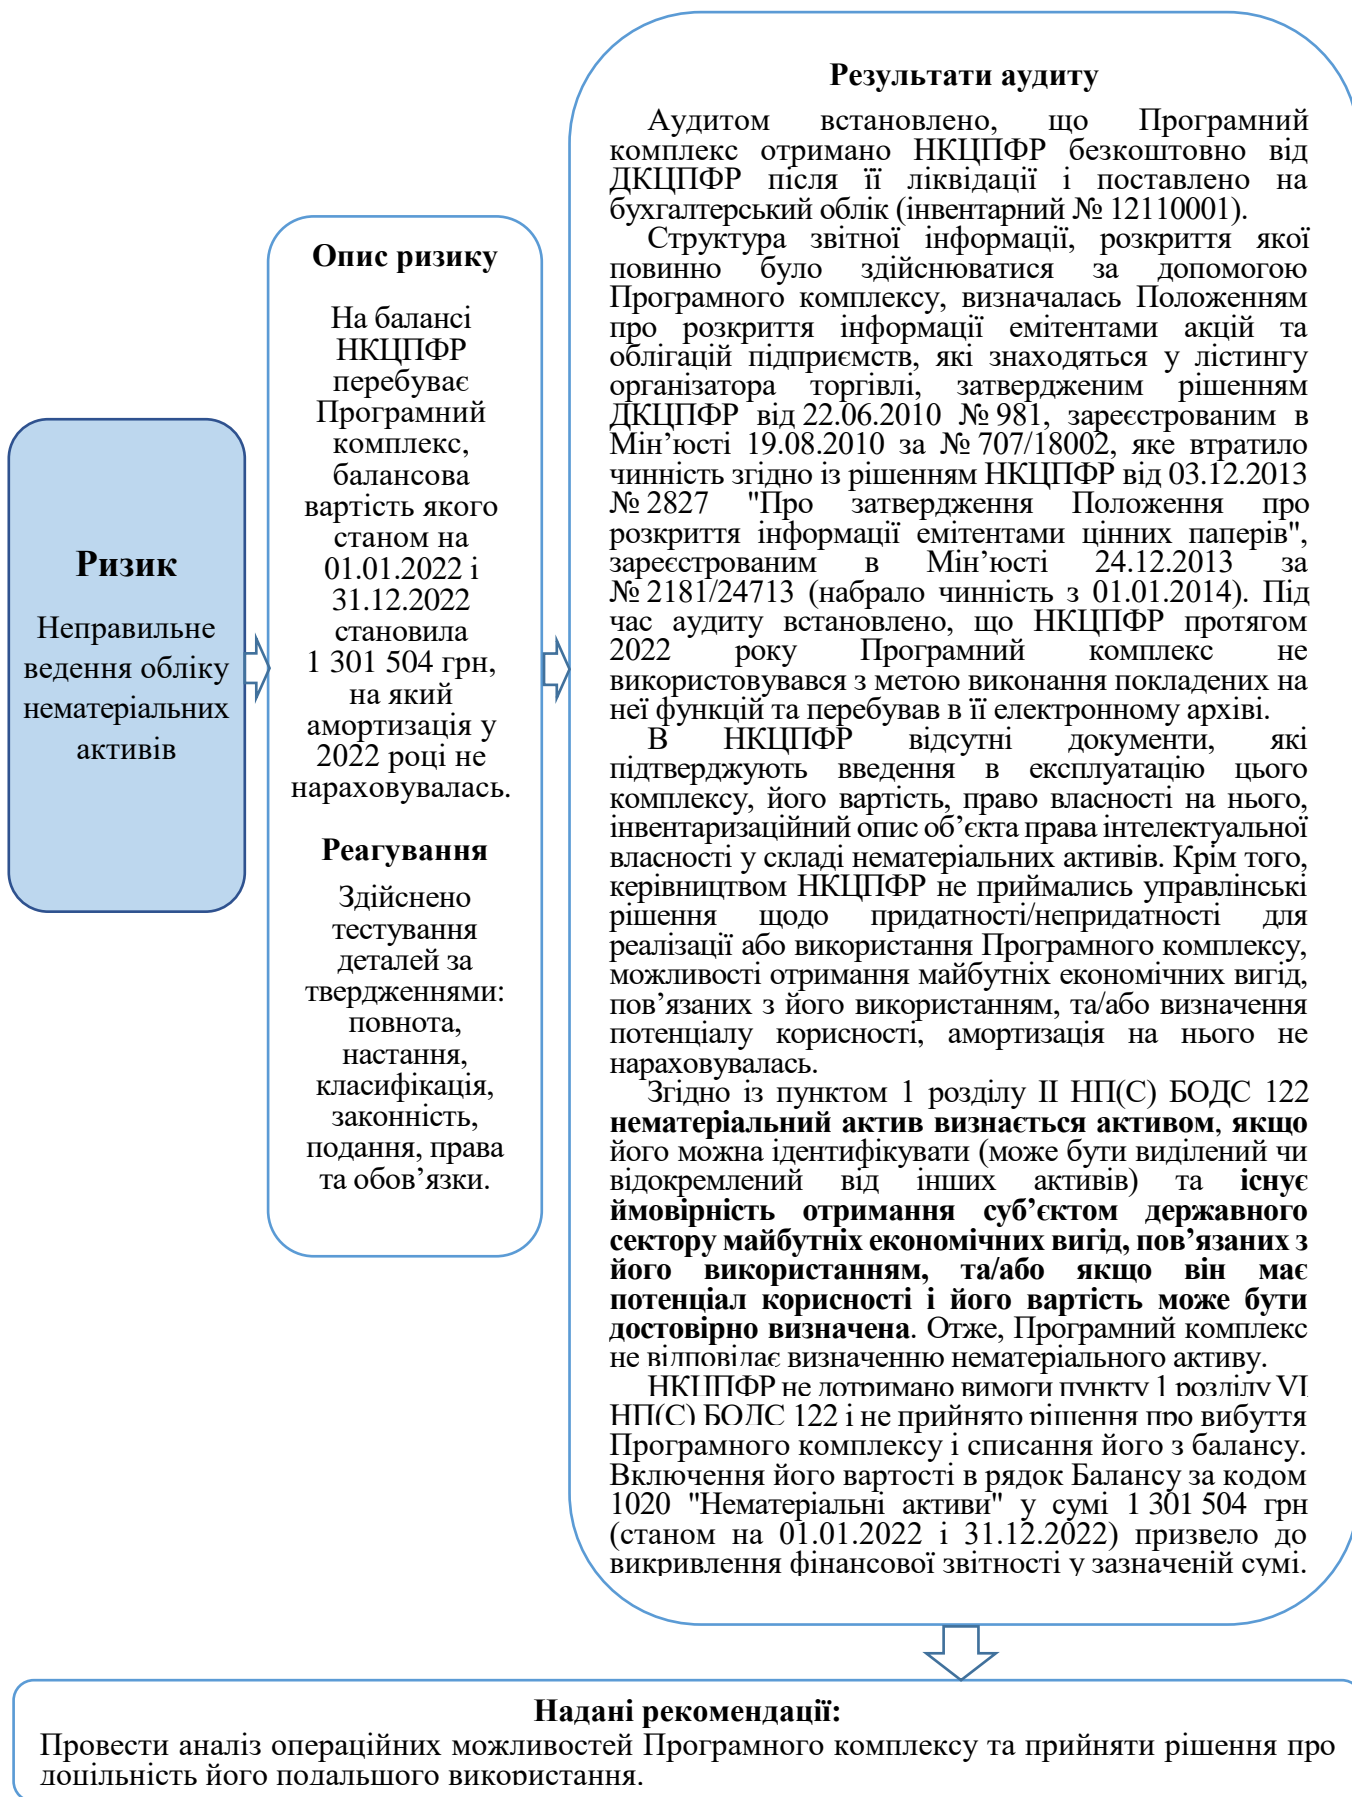 Ризик
Неправильне
ведення обліку
нематеріальних
активів
Опис ризику
На балансі
НКЦПФР
перебуває
Програмний
комплекс,
балансова
вартість якого
станом на
01.01.2022 і
31.12.2022
становила
1 301 504 грн,
на який
амортизація у
2022 році не
нараховувалась.
Реагування
Здійснено
тестування
деталей за
твердженнями:
повнота,
настання,
класифікація,
законність,
подання, права
та обов’язки.
Результати аудиту
Аудитом встановлено, що Програмний
комплекс отримано НКЦПФР безкоштовно від
ДКЦПФР після її ліквідації і поставлено на
бухгалтерський облік (інвентарний № 12110001).
Структура звітної інформації, розкриття якої
повинно було здійснюватися за допомогою
Програмного комплексу, визначалась Положенням
про розкриття інформації емітентами акцій та
облігацій підприємств, які знаходяться у лістингу
організатора торгівлі, затвердженим рішенням
ДКЦПФР від 22.06.2010 № 981, зареєстрованим в
Мін’юсті 19.08.2010 за № 707/18002, яке втратило
чинність згідно із рішенням НКЦПФР від 03.12.2013
№ 2827 "Про затвердження Положення про
розкриття інформації емітентами цінних паперів",
зареєстрованим в Мін’юсті 24.12.2013 за
№ 2181/24713 (набрало чинність з 01.01.2014). Під
час аудиту встановлено, що НКЦПФР протягом
2022 року Програмний комплекс не
використовувався з метою виконання покладених на
неї функцій та перебував в її електронному архіві.
В НКЦПФР відсутні документи, які
підтверджують введення в експлуатацію цього
комплексу, його вартість, право власності на нього,
інвентаризаційний опис об’єкта права інтелектуальної
власності у складі нематеріальних активів. Крім того,
керівництвом НКЦПФР не приймались управлінські
рішення щодо придатності/непридатності для
реалізації або використання Програмного комплексу,
можливості отримання майбутніх економічних вигід,
пов’язаних з його використанням, та/або визначення
потенціалу корисності, амортизація на нього не
нараховувалась.
Згідно із пунктом 1 розділу II НП(С) БОДС 122
нематеріальний актив визнається активом, якщо
його можна ідентифікувати (може бути виділений чи
відокремлений від інших активів) та існує
ймовірність отримання суб’єктом державного
сектору майбутніх економічних вигід, пов’язаних з
його використанням, та/або якщо він має
потенціал корисності і його вартість може бути
достовірно визначена. Отже, Програмний комплекс
не відповідає визначенню нематеріального активу.
НКЦПФР не дотримано вимоги пункту 1 розділу VI
НП(С) БОДС 122 і не прийнято рішення про вибуття
Програмного комплексу і списання його з балансу.
Включення його вартості в рядок Балансу за кодом
1020 "Нематеріальні активи" у сумі 1 301 504 грн
(станом на 01.01.2022 і 31.12.2022) призвело до
викривлення фінансової звітності у зазначеній сумі.
Надані рекомендації:
Провести аналіз операційних можливостей Програмного комплексу та прийняти рішення про
доцільність його подальшого використання.